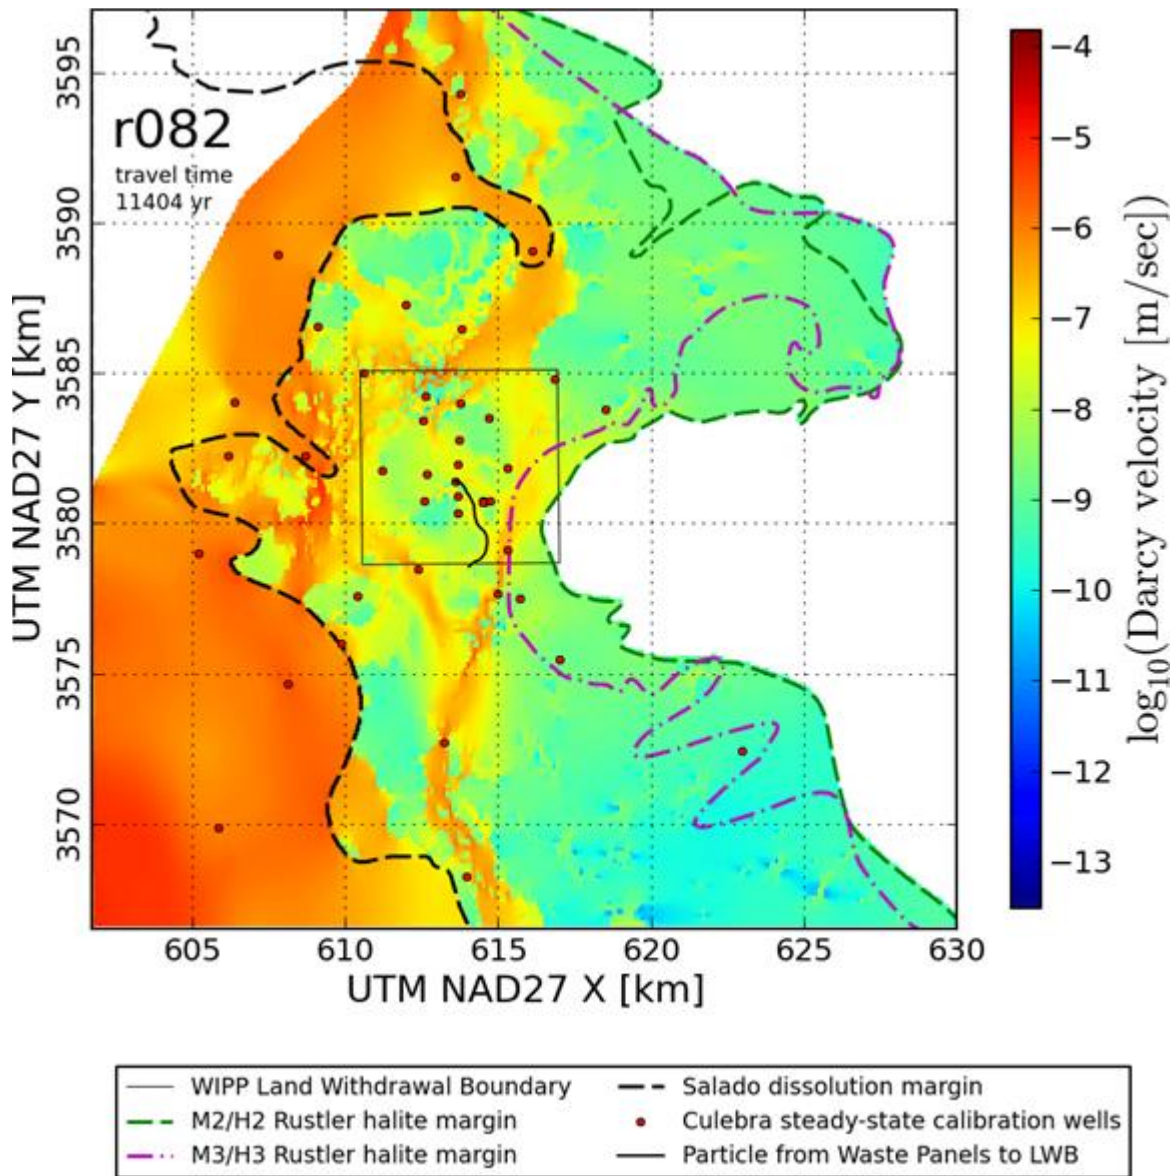 3595
3590
3585
3580
3575
3570
UTM NAD27 Y [km]
r082
travel time
11404 yr
605
610
615
620
625
630
UTM NAD27 X [km]
−4
−5
−6
−7
−8
−9
−10
−11
−12
−13
log₁₀(Darcy velocity [m/sec])
WIPP Land Withdrawal Boundary
M2/H2 Rustler halite margin
M3/H3 Rustler halite margin
Salado dissolution margin
Culebra steady-state calibration wells
Particle from Waste Panels to LWB